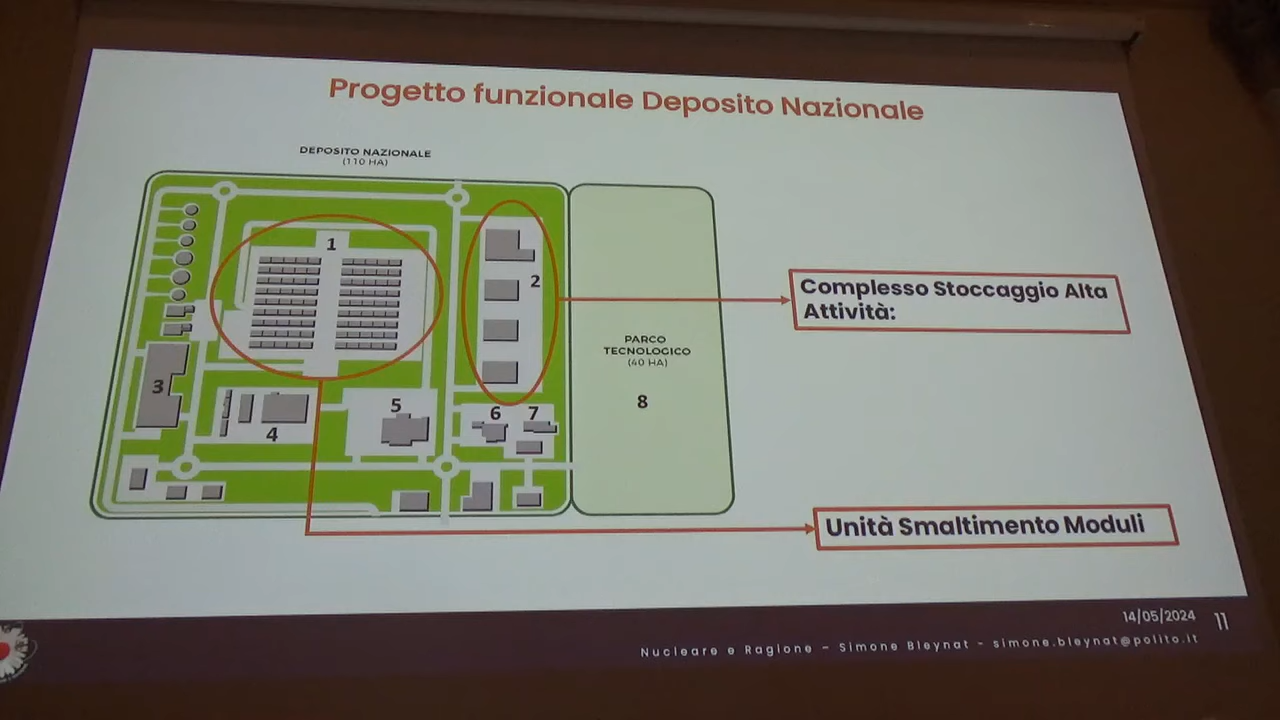 Progetto funzionale Deposito Nazionale
DEPOSITO NAZIONALE
(110 HA)
1
2
3
4
5
6
7
PARCO
TECNOLOGICO
(40 HA)
8
Complesso Stoccaggio Alta
Attività:
Unità Smaltimento Moduli
14/05/2024
11
Nucleare e Ragione – Simone Bleynat – simone.bleynat@polito.it